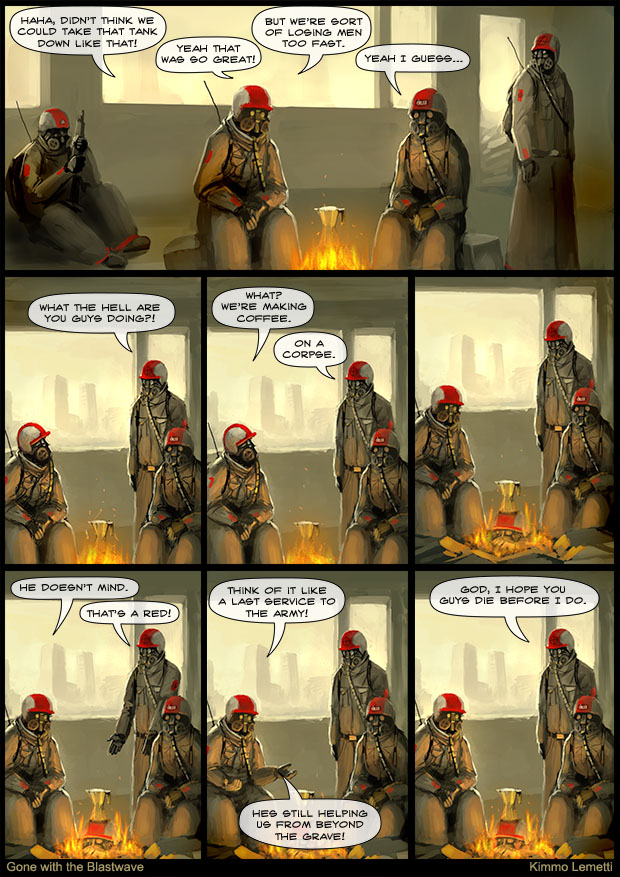 HAHA, DIDN'T THINK WE
COULD TAKE THAT TANK
DOWN LIKE THAT!
YEAH THAT
WAS SO GREAT!
BUT WE'RE SORT
OF LOSING MEN
TOO FAST.
YEAH I GUESS...
WHAT THE HELL ARE
YOU GUYS DOING?!
WHAT?
WE'RE MAKING
COFFEE.
ON A
CORPSE.
HE DOESN'T MIND.
THAT'S A RED!
THINK OF IT LIKE
A LAST SERVICE TO
THE ARMY!
HES STILL HELPING
US FROM BEYOND
THE GRAVE!
GOD, I HOPE YOU
GUYS DIE BEFORE I DO.
Gone with the Blastwave
Kimmo Lemetti